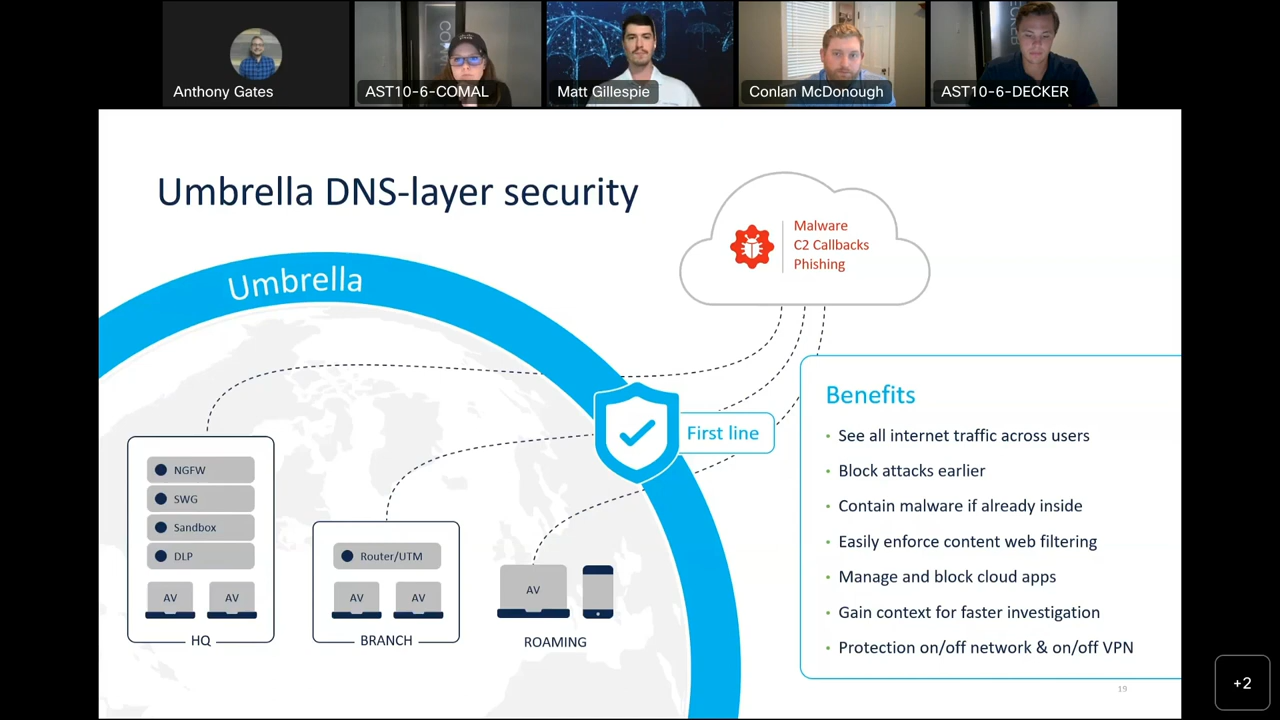 Anthony Gates
AST10-6-COMAL
Matt Gillespie
Conlan McDonough
AST10-6-DECKER
Umbrella DNS-layer security
Malware
C2 Callbacks
Phishing
Umbrella
First line
NGFW
SWG
Sandbox
DLP
AV
AV
HQ
Router/UTM
AV
AV
BRANCH
AV
ROAMING
Benefits
• See all internet traffic across users
• Block attacks earlier
• Contain malware if already inside
• Easily enforce content web filtering
• Manage and block cloud apps
• Gain context for faster investigation
• Protection on/off network & on/off VPN
19
+2